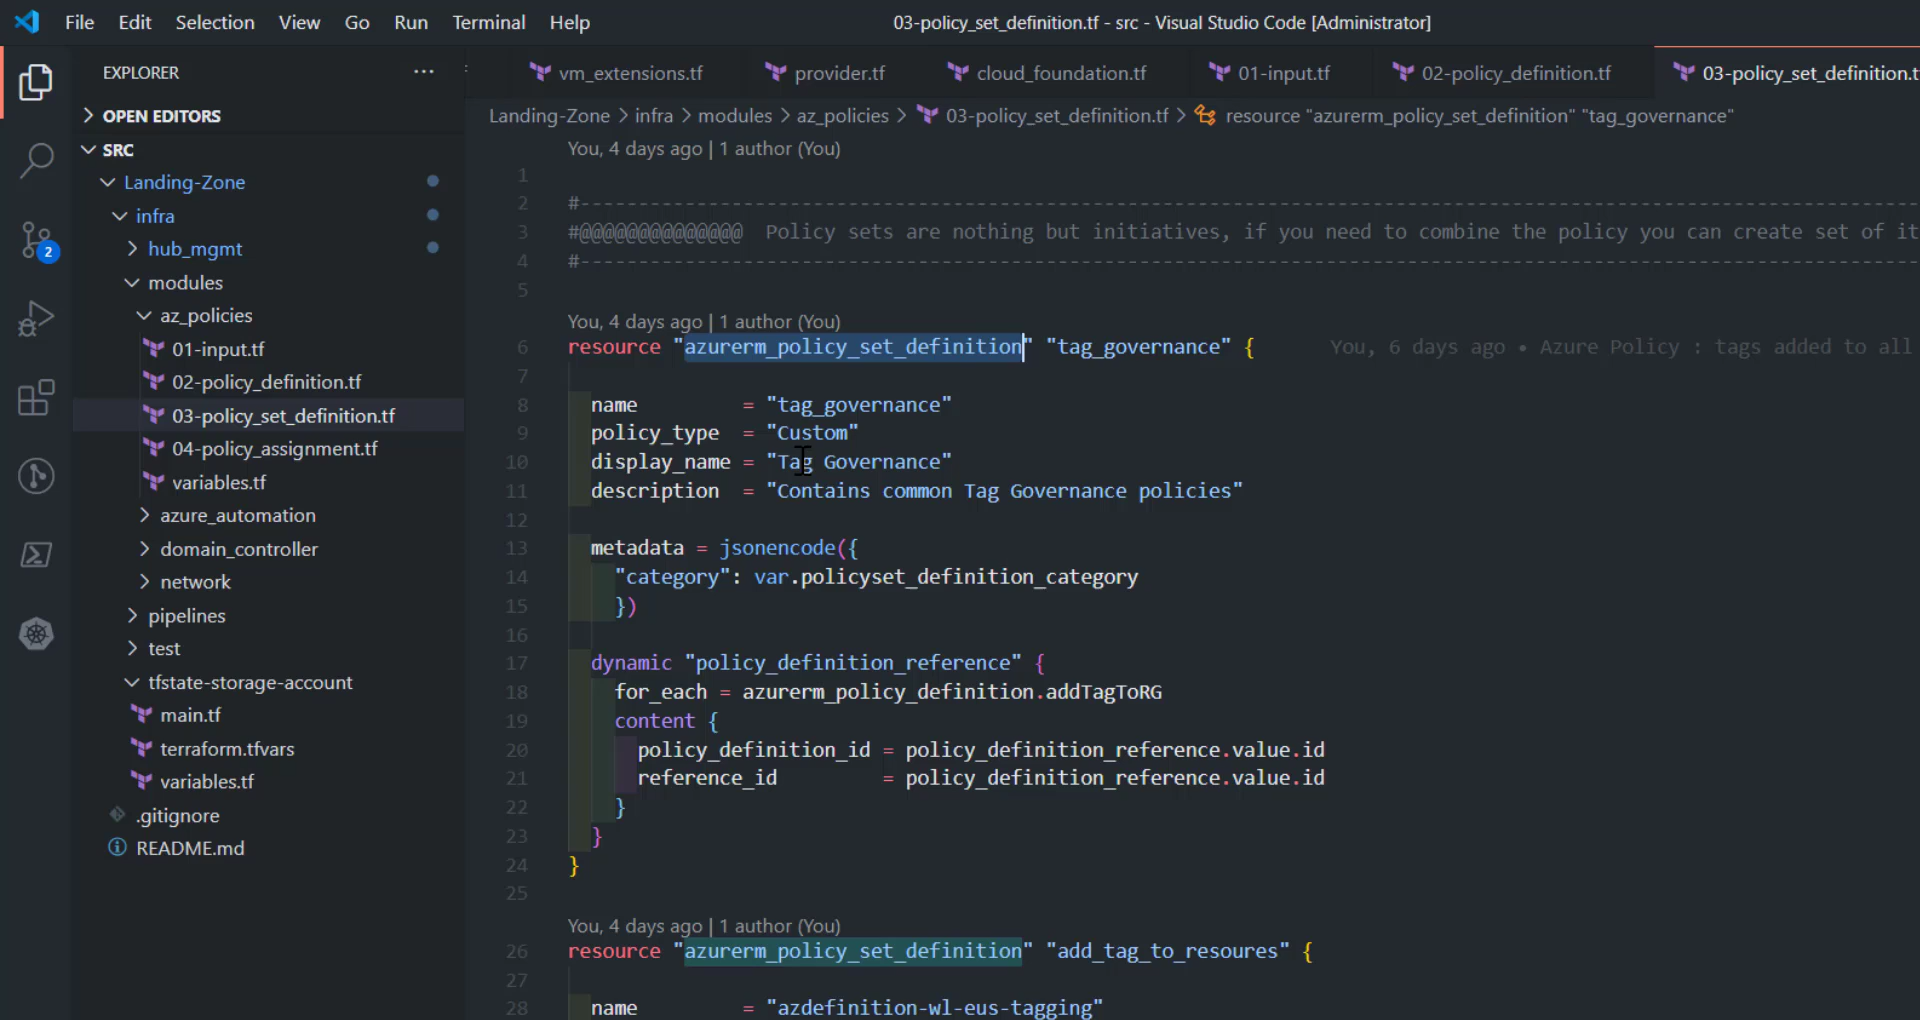 File Edit Selection View Go Run Terminal Help
03-policy_set_definition.tf - src - Visual Studio Code [Administrator]
EXPLORER ...
OPEN EDITORS
SRC
Landing-Zone
infra
hub_mgmt
modules
az_policies
01-input.tf
02-policy_definition.tf
03-policy_set_definition.tf
04-policy_assignment.tf
variables.tf
azure_automation
domain_controller
network
pipelines
test
tfstate-storage-account
main.tf
terraform.tfvars
variables.tf
.gitignore
README.md
2
vm_extensions.tf provider.tf cloud_foundation.tf 01-input.tf 02-policy_definition.tf 03-policy_set_definition.t
Landing-Zone > infra > modules > az_policies > 03-policy_set_definition.tf > resource "azurerm_policy_set_definition" "tag_governance"
You, 4 days ago | 1 author (You)
1
2 #--------------------------------------------------------------------------------------------------------------------
3 #@@@@@@@@@@@@@@ Policy sets are nothing but initiatives, if you need to combine the policy you can create set of it
4 #--------------------------------------------------------------------------------------------------------------------
5
You, 4 days ago | 1 author (You)
6 resource "azurerm_policy_set_definition" "tag_governance" { You, 6 days ago • Azure Policy : tags added to all
7
8 name = "tag_governance"
9 policy_type = "Custom"
10 display_name = "Tag Governance"
11 description = "Contains common Tag Governance policies"
12
13 metadata = jsonencode({
14 "category": var.policyset_definition_category
15 })
16
17 dynamic "policy_definition_reference" {
18 for_each = azurerm_policy_definition.addTagToRG
19 content {
20 policy_definition_id = policy_definition_reference.value.id
21 reference_id = policy_definition_reference.value.id
22 }
23 }
24 }
25
You, 4 days ago | 1 author (You)
26 resource "azurerm_policy_set_definition" "add_tag_to_resoures" {
27
28 name = "azdefinition-wl-eus-tagging"